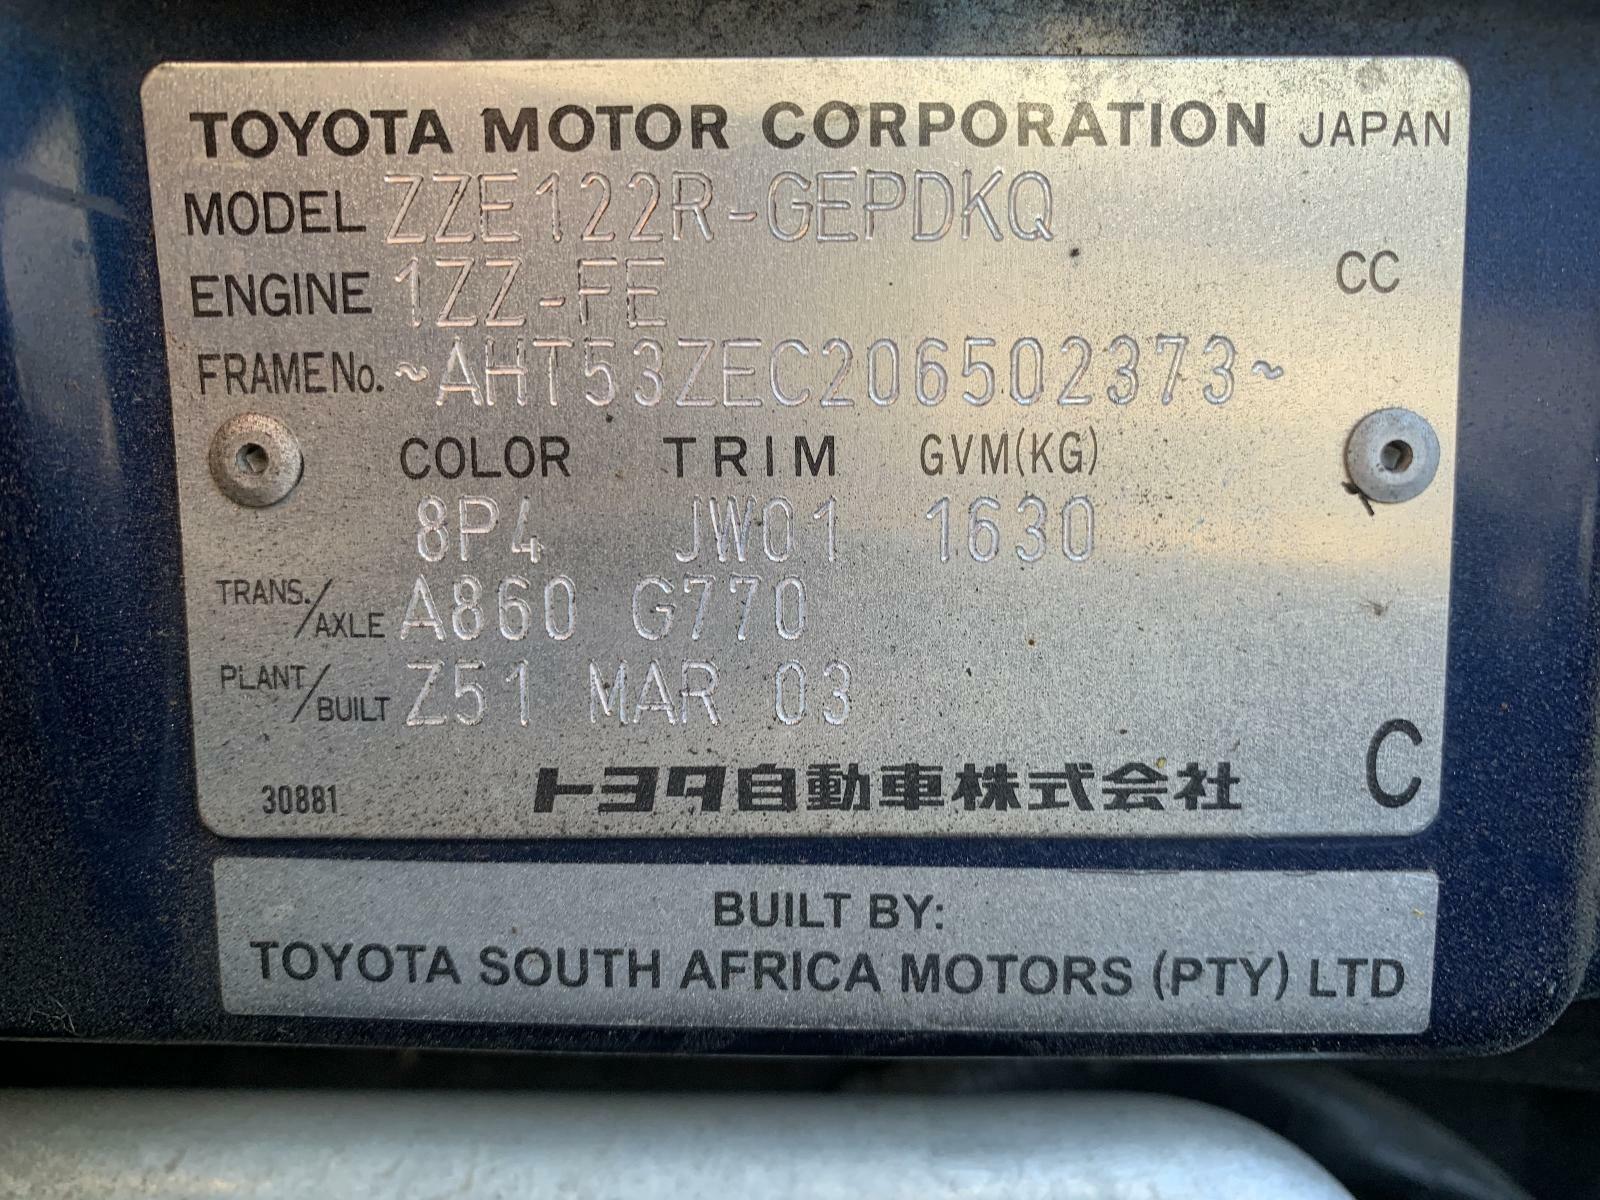 TOYOTA MOTOR CORPORATION JAPAN
MODEL ZZE122R-GEPDKQ
ENGINE 1ZZ-FE CC
FRAME No. ~AHT53ZEC206502373~
COLOR TRIM GVM(KG)
8P4 JW01 1630
TRANS./AXLE A860 G770
PLANT/BUILT Z51 MAR 03
30881 トヨタ自動車株式会社 C
BUILT BY:
TOYOTA SOUTH AFRICA MOTORS (PTY) LTD